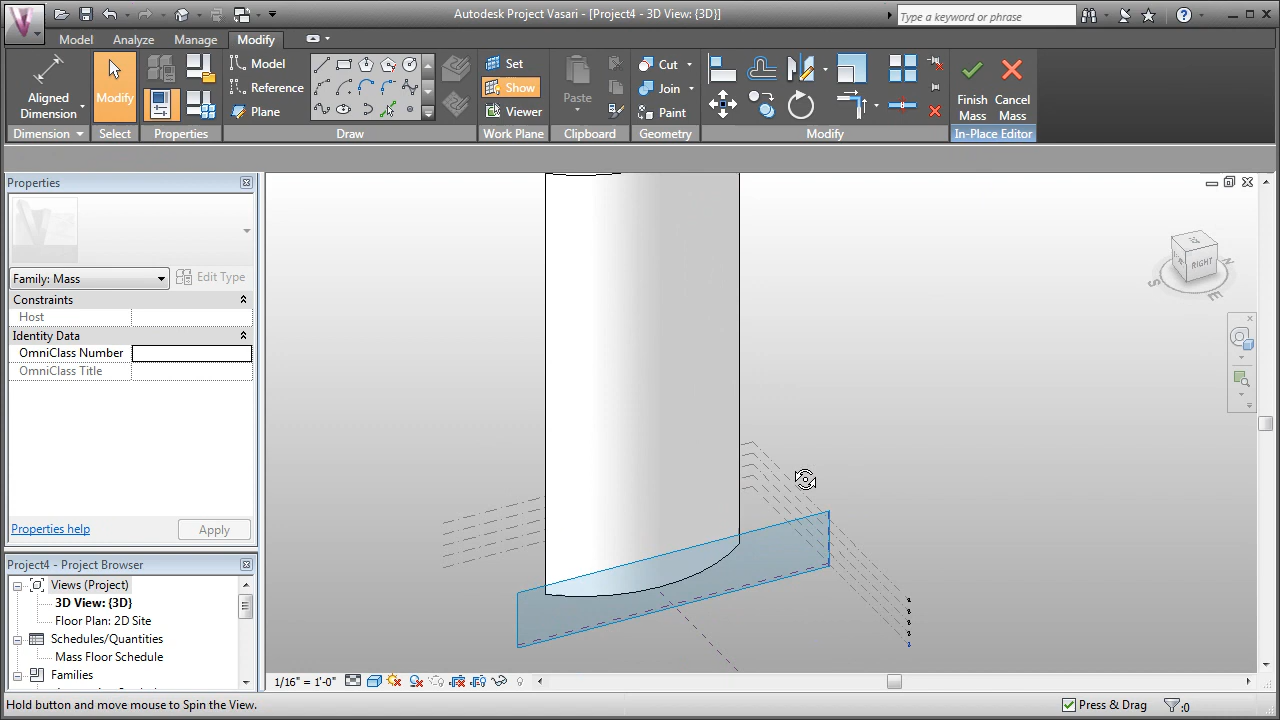 Autodesk Project Vasari - [Project4 - 3D View: {3D}]
Type a keyword or phrase
Model Analyze Manage Modify
Aligned Dimension
Modify
Model
Reference
Plane
Set
Show
Viewer
Paste
Cut
Join
Paint
Finish Mass
Cancel Mass
Dimension Select Properties Draw Work Plane Clipboard Geometry Modify In-Place Editor
Properties
Family: Mass
Edit Type
Constraints
Host
Identity Data
OmniClass Number
OmniClass Title
Properties help
Apply
Project4 - Project Browser
Views (Project)
3D View: {3D}
Floor Plan: 2D Site
Schedules/Quantities
Mass Floor Schedule
Families
RIGHT
S
E
N
1/16" = 1'-0"
Hold button and move mouse to Spin the View.
Press & Drag
:0